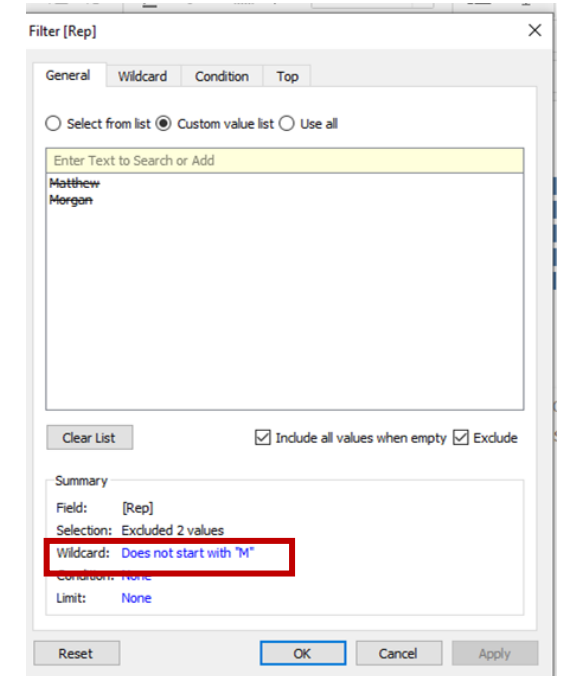 Filter [Rep]
General Wildcard Condition Top
Select from list Custom value list Use all
Enter Text to Search or Add
Matthew
Morgan
Clear List Include all values when empty Exclude
Summary
Field: [Rep]
Selection: Excluded 2 values
Wildcard: Does not start with "M"
Condition: None
Limit: None
Reset OK Cancel Apply